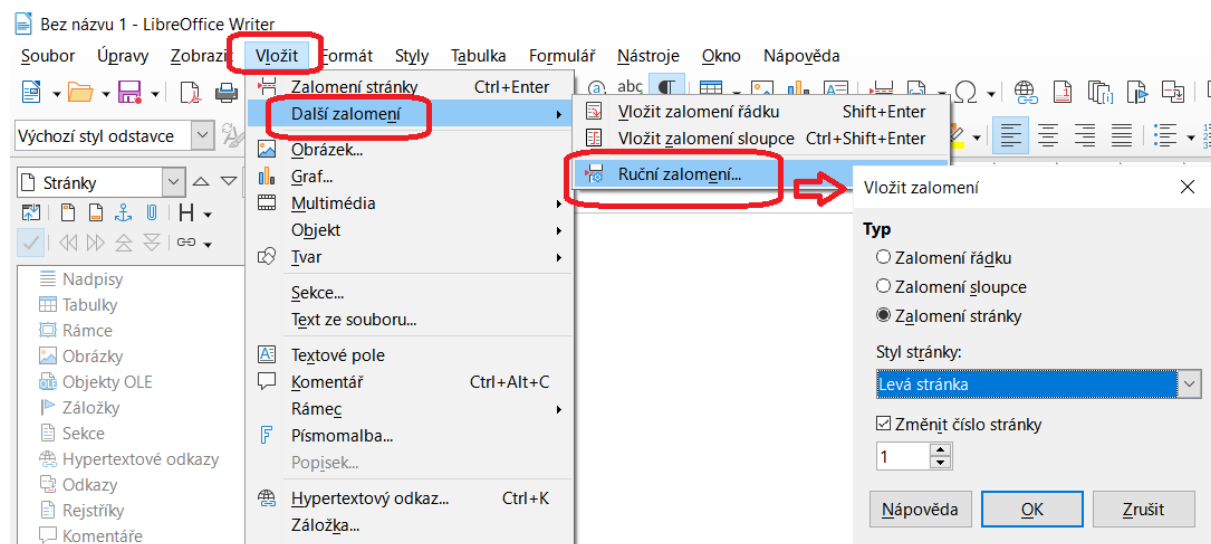 Bez názvu 1 - LibreOffice Writer
Soubor Úpravy Zobrazit Vložit Formát Styly Tabulka Formulář Nástroje Okno Nápověda
Výchozí styl odstavce
Stránky
Nadpisy
Tabulky
Rámce
Obrázky
Objekty OLE
Záložky
Sekce
Hypertextové odkazy
Odkazy
Rejstříky
Komentáře
Zalomení stránky Ctrl+Enter
Další zalomení
Obrázek...
Graf...
Multimédia
Objekt
Tvar
Sekce...
Text ze souboru...
Textové pole
Komentář Ctrl+Alt+C
Rámec
Písmomalba...
Popisek...
Hypertextový odkaz... Ctrl+K
Záložka...
abc
Vložit zalomení řádku Shift+Enter
Vložit zalomení sloupce Ctrl+Shift+Enter
Ruční zalomení...
Vložit zalomení
Typ
Zalomení řádku
Zalomení sloupce
Zalomení stránky
Styl stránky:
Levá stránka
Změnit číslo stránky
1
Nápověda OK Zrušit